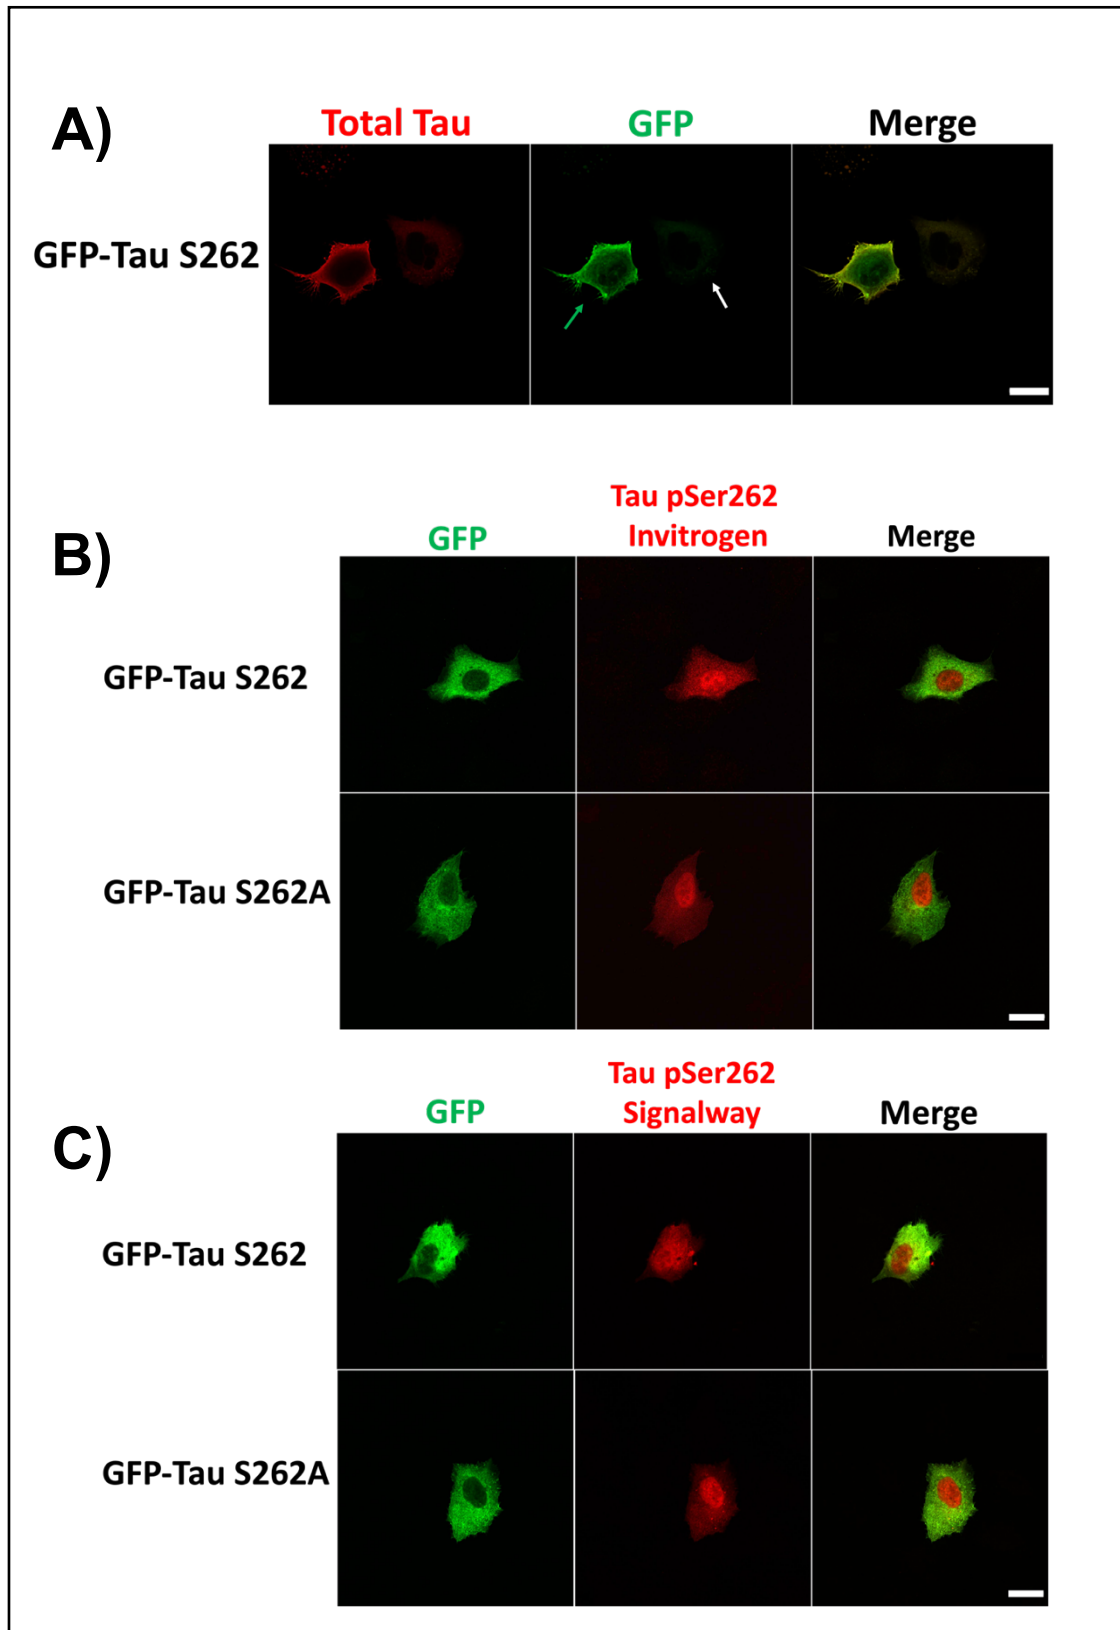 A)
Total Tau
GFP
Merge
GFP-Tau S262
B)
GFP
Tau pSer262
Invitrogen
Merge
GFP-Tau S262
GFP-Tau S262A
C)
GFP
Tau pSer262
Signalway
Merge
GFP-Tau S262
GFP-Tau S262A